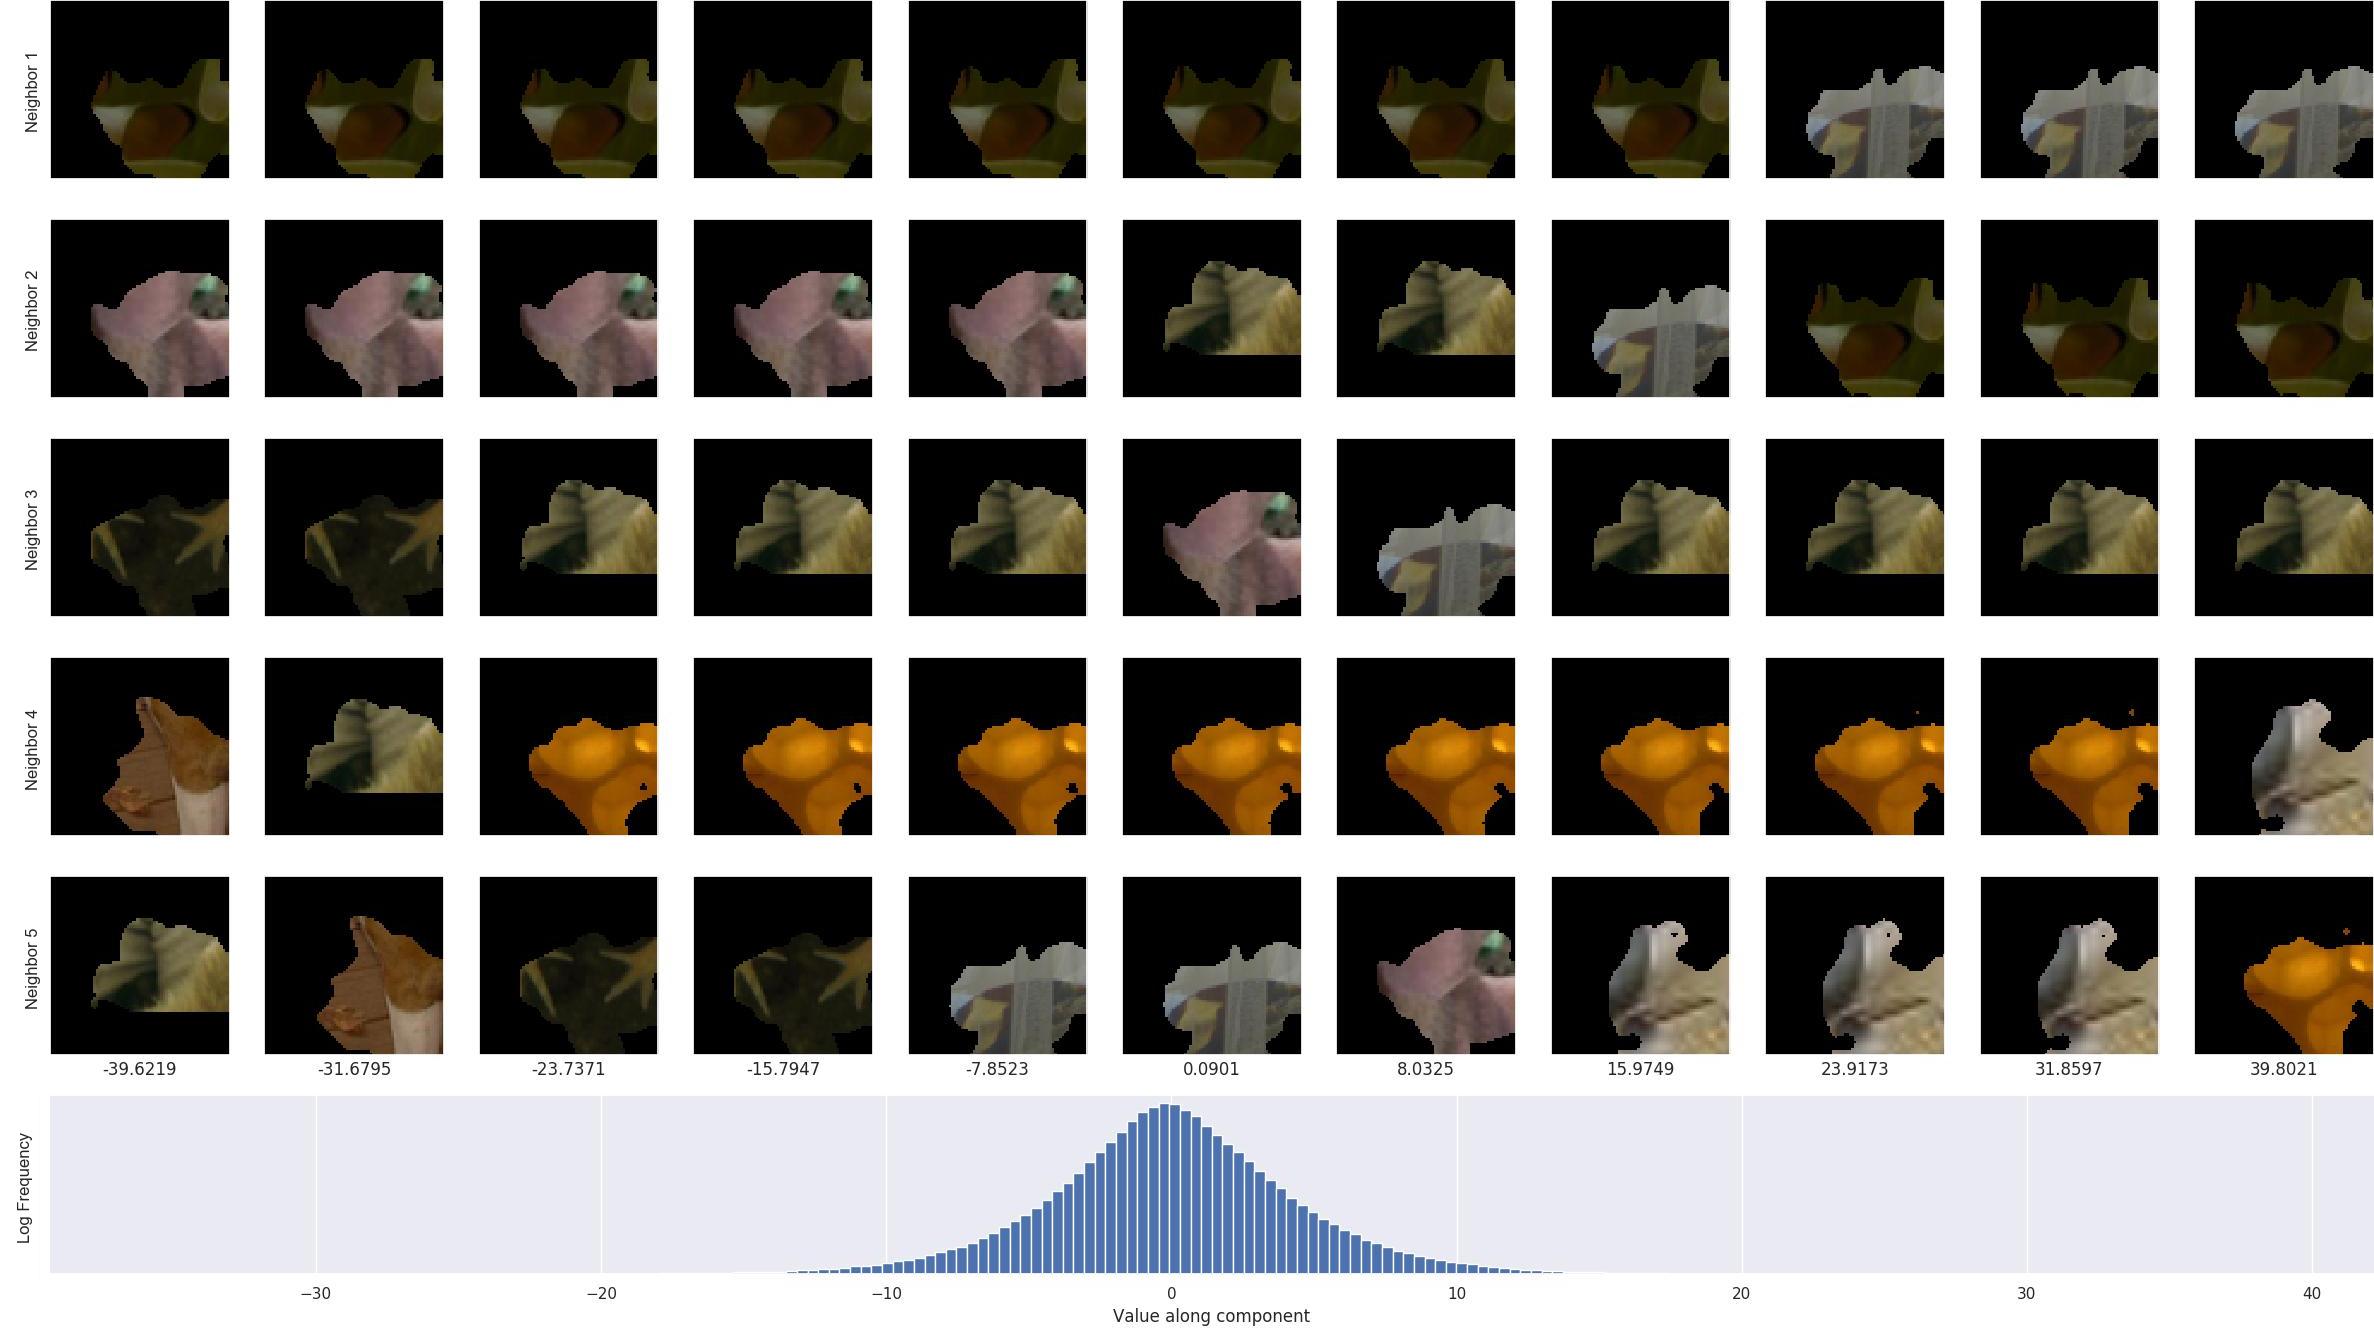 Neighbor 1
Neighbor 2
Neighbor 3
Neighbor 4
Neighbor 5
-39.6219 -31.6795 -23.7371 -15.7947 -7.8523 0.0901 8.0325 15.9749 23.9173 31.8597 39.8021
Log Frequency
−30 −20 −10 0 10 20 30 40
Value along component